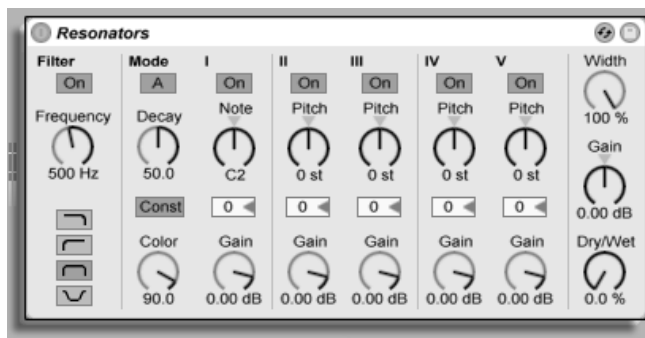 Resonators
Filter Mode I II III IV V Width
On A On On On On On
100 %
Frequency Decay Note Pitch Pitch Pitch Pitch
Gain
500 Hz 50.0 C2 0 st 0 st 0 st 0 st
Const 0 0 0 0 0
0.00 dB
Color Gain Gain Gain Gain Gain Dry/Wet
90.0 0.00 dB 0.00 dB 0.00 dB 0.00 dB 0.00 dB 0.0 %